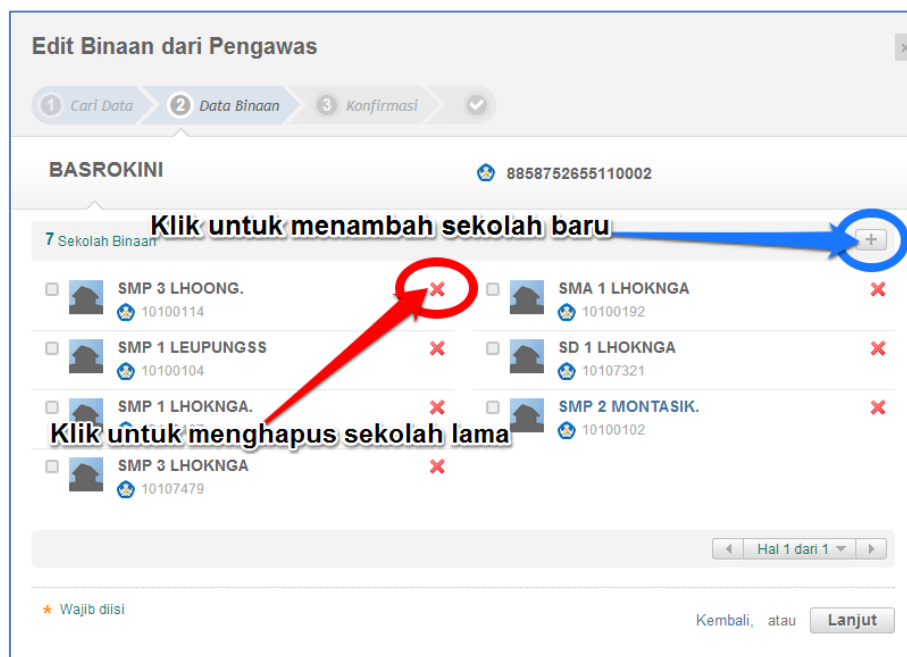 Edit Binaan dari Pengawas
1 Cari Data 2 Data Binaan 3 Konfirmasi
BASROKINI 8858752655110002
Klik untuk menambah sekolah baru
7 Sekolah Binaan
SMP 3 LHOONG.
10100114
SMA 1 LHOKNGA
10100192
SMP 1 LEUPUNGSS
10100104
SD 1 LHOKNGA
10107321
SMP 1 LHOKNGA.
SMP 2 MONTASIK.
10100102
Klik untuk menghapus sekolah lama
SMP 3 LHOKNGA
10107479
Hal 1 dari 1
* Wajib diisi
Kembali, atau Lanjut